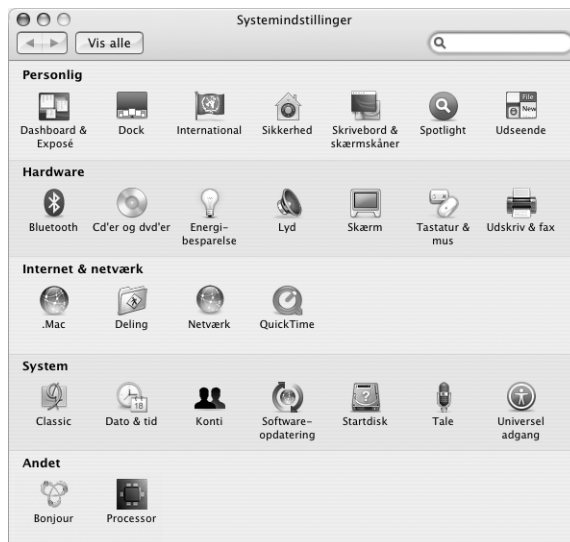 Systemindstillinger
Vis alle
Personlig
Dashboard & Exposé
Dock
International
Sikkerhed
Skrivebord & skærmskåner
Spotlight
Udseende
File
New
Hardware
Bluetooth
Cd'er og dvd'er
Energi-
besparelse
Lyd
Skærm
Tastatur & mus
Udskriv & fax
Internet & netværk
.Mac
Deling
Netværk
QuickTime
System
Classic
18
Dato & tid
Konti
Software-
opdatering
?
Startdisk
Tale
Universel adgang
Andet
Bonjour
Processor